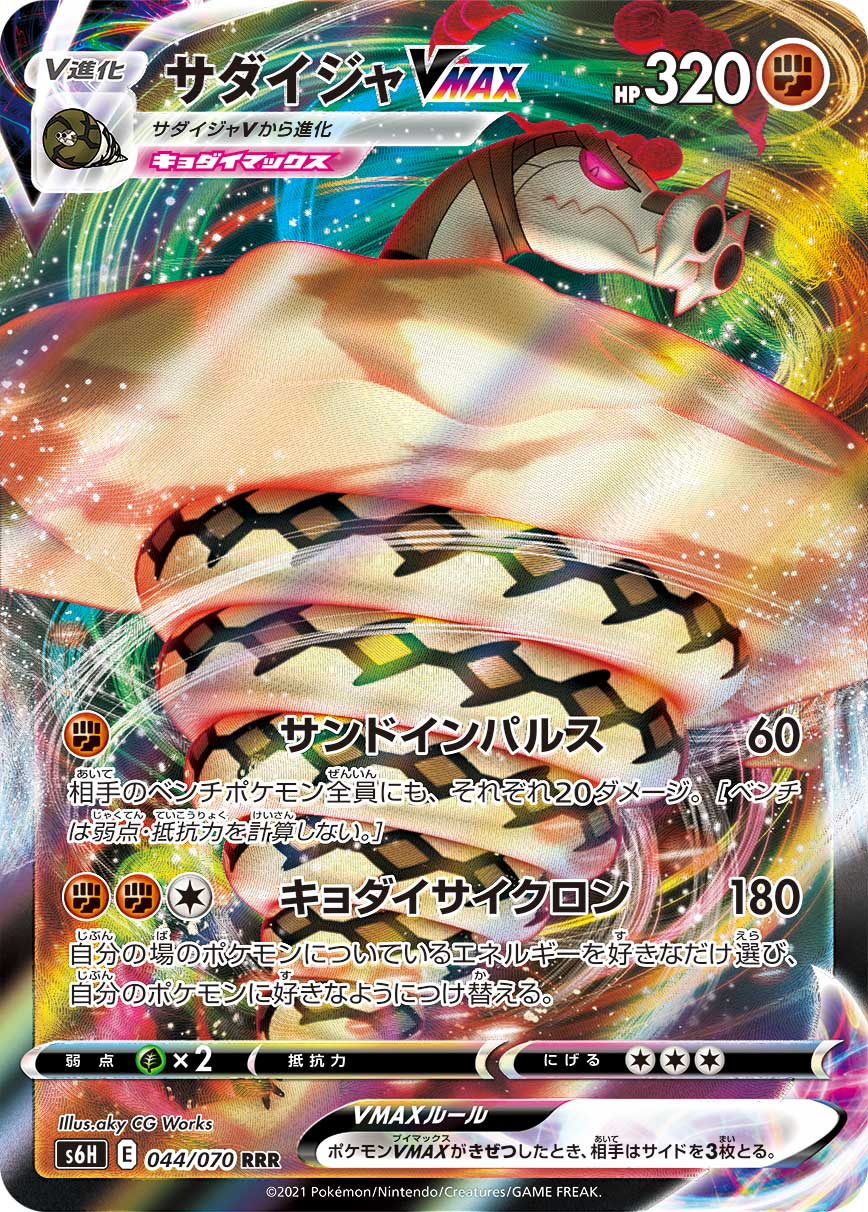 V進化
サダイジャVMAX
HP320
サダイジャVから進化
キョダイマックス
サンドインパルス 60
相手のベンチポケモン全員にも、それぞれ20ダメージ。[ベンチ
は弱点・抵抗力を計算しない。]
キョダイサイクロン 180
自分の場のポケモンについているエネルギーを好きなだけ選び、
自分のポケモンに好きなようにつけ替える。
弱点 ×2 抵抗力 にげる
Illus.aky CG Works
VMAXルール
ポケモンVMAXがきぜつしたとき、相手はサイドを3枚とる。
s6H E 044/070 RRR
©2021 Pokémon/Nintendo/Creatures/GAME FREAK.